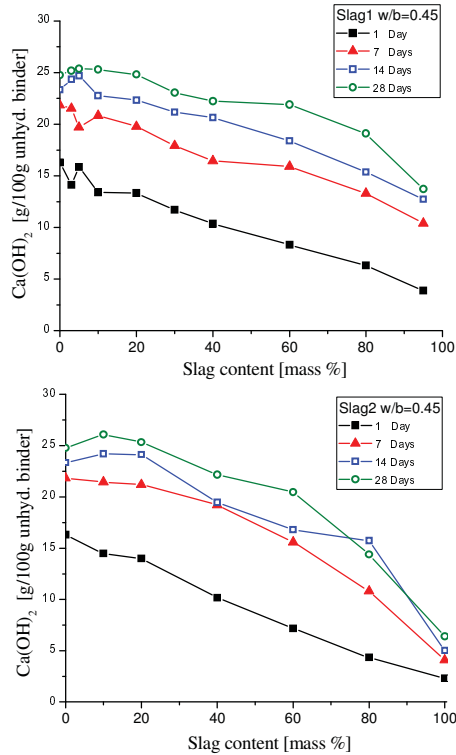 Slag1 w/b=0.45
1 Day
7 Days
14 Days
28 Days
30
25
20
15
10
5
0
Ca(OH)2 [g/100g unhyd. binder]
0 20 40 60 80 100
Slag content [mass %]
Slag2 w/b=0.45
1 Day
7 Days
14 Days
28 Days
30
25
20
15
10
5
0
Ca(OH)2 [g/100g unhyd. binder]
0 20 40 60 80 100
Slag content [mass %]